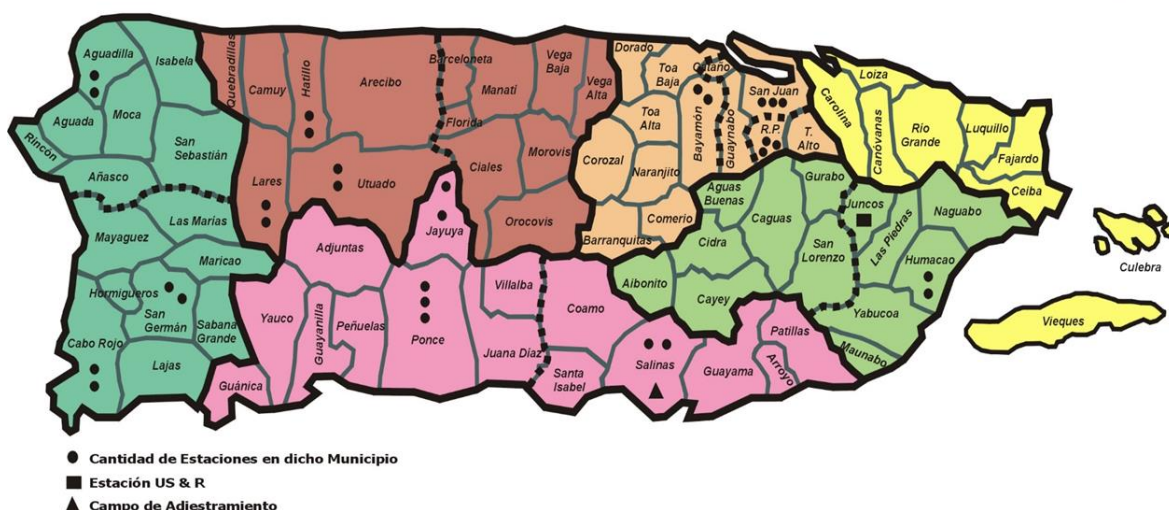 Aguadilla
Isabela
Moca
Aguada
Rincón
San
Sebastián
Añasco
Las Marías
Mayaguez
Maricao
Hormigueros
San
Germán
Sabana
Grande
Cabo Rojo
Lajas
Quebradillas
Camuy
Hatillo
Arecibo
Lares
Utuado
Barceloneta
Manatí
Vega
Baja
Vega
Alta
Florida
Ciales
Morovis
Orocovis
Adjuntas
Jayuya
Yauco
Guayanilla
Peñuelas
Ponce
Villalba
Juana Díaz
Guánica
Coamo
Santa
Isabel
Salinas
Guayama
Patillas
Arroyo
Dorado
Toa
Baja
Cataño
San Juan
Toa
Alta
Bayamón
Guaynabo
R.P.
T.
Alto
Corozal
Naranjito
Comerio
Barranquitas
Aguas
Buenas
Gurabo
Caguas
Cidra
San
Lorenzo
Aibonito
Cayey
Juncos
Las Piedras
Naguabo
Humacao
Yabucoa
Maunabo
Carolina
Loiza
Canóvanas
Rio
Grande
Luquillo
Fajardo
Ceiba
Culebra
Vieques
Cantidad de Estaciones en dicho Municipio
Estación US & R
Campo de Adiestramiento